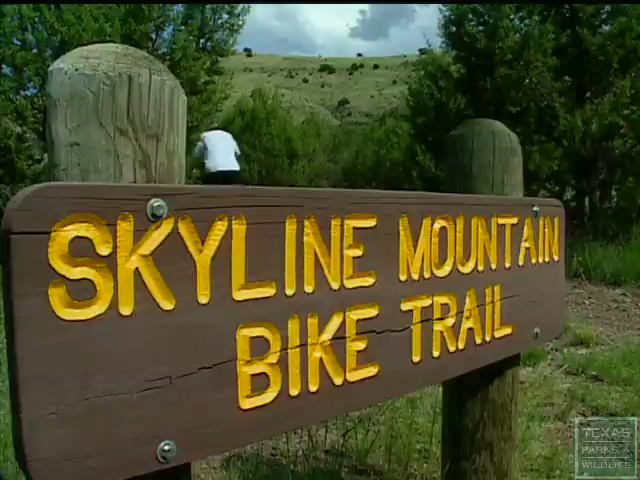 SKYLINE MOUNTAIN
BIKE TRAIL
TEXAS
PARKS &
WILDLIFE